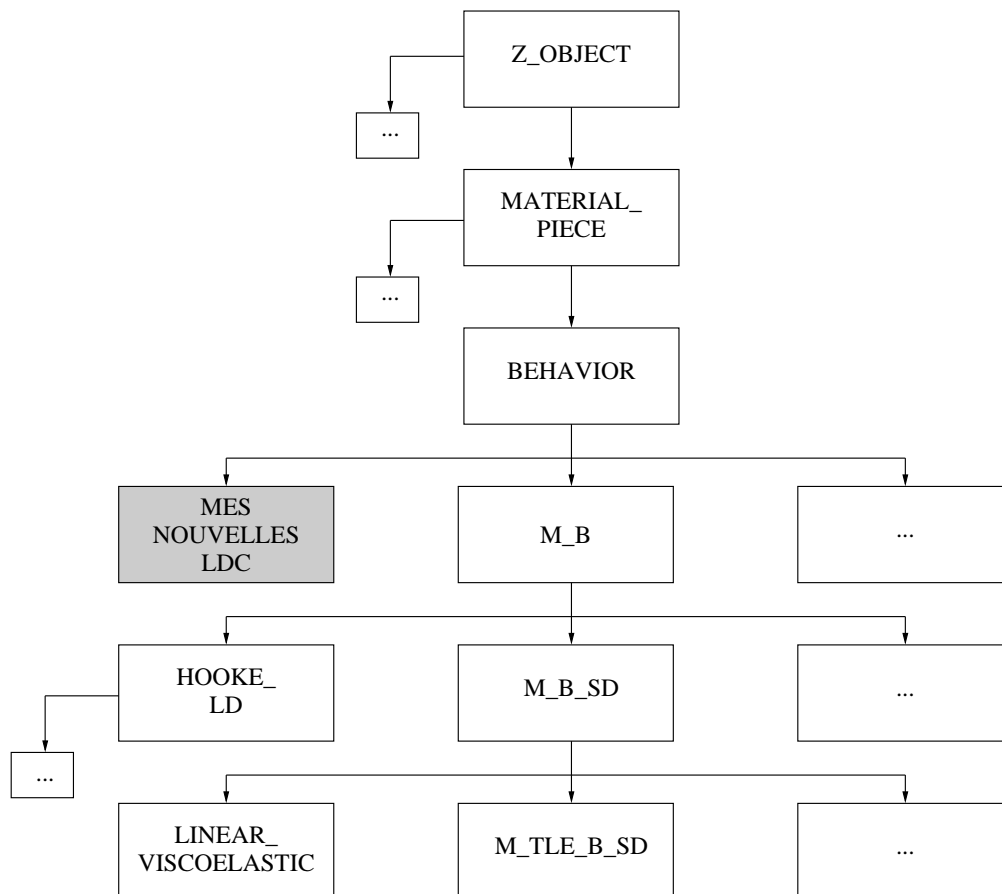 Z_OBJECT
...
MATERIAL_
PIECE
...
BEHAVIOR
MES
NOUVELLES
LDC
M_B
...
HOOKE_
LD
M_B_SD
...
...
LINEAR_
VISCOELASTIC
M_TLE_B_SD
...